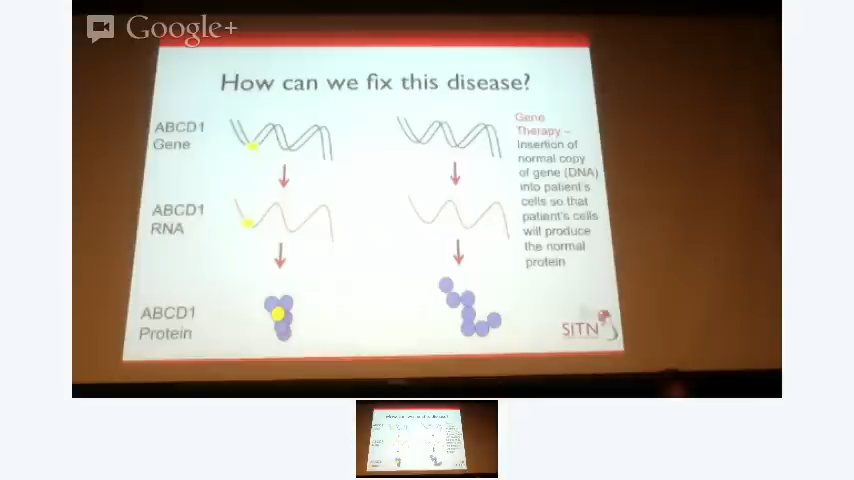 Google+
How can we fix this disease?
ABCD1
Gene
Gene
Therapy –
Insertion of
normal copy
of gene (DNA)
into patient's
cells so that
patient's cells
will produce
the normal
protein
ABCD1
RNA
ABCD1
Protein
SITN